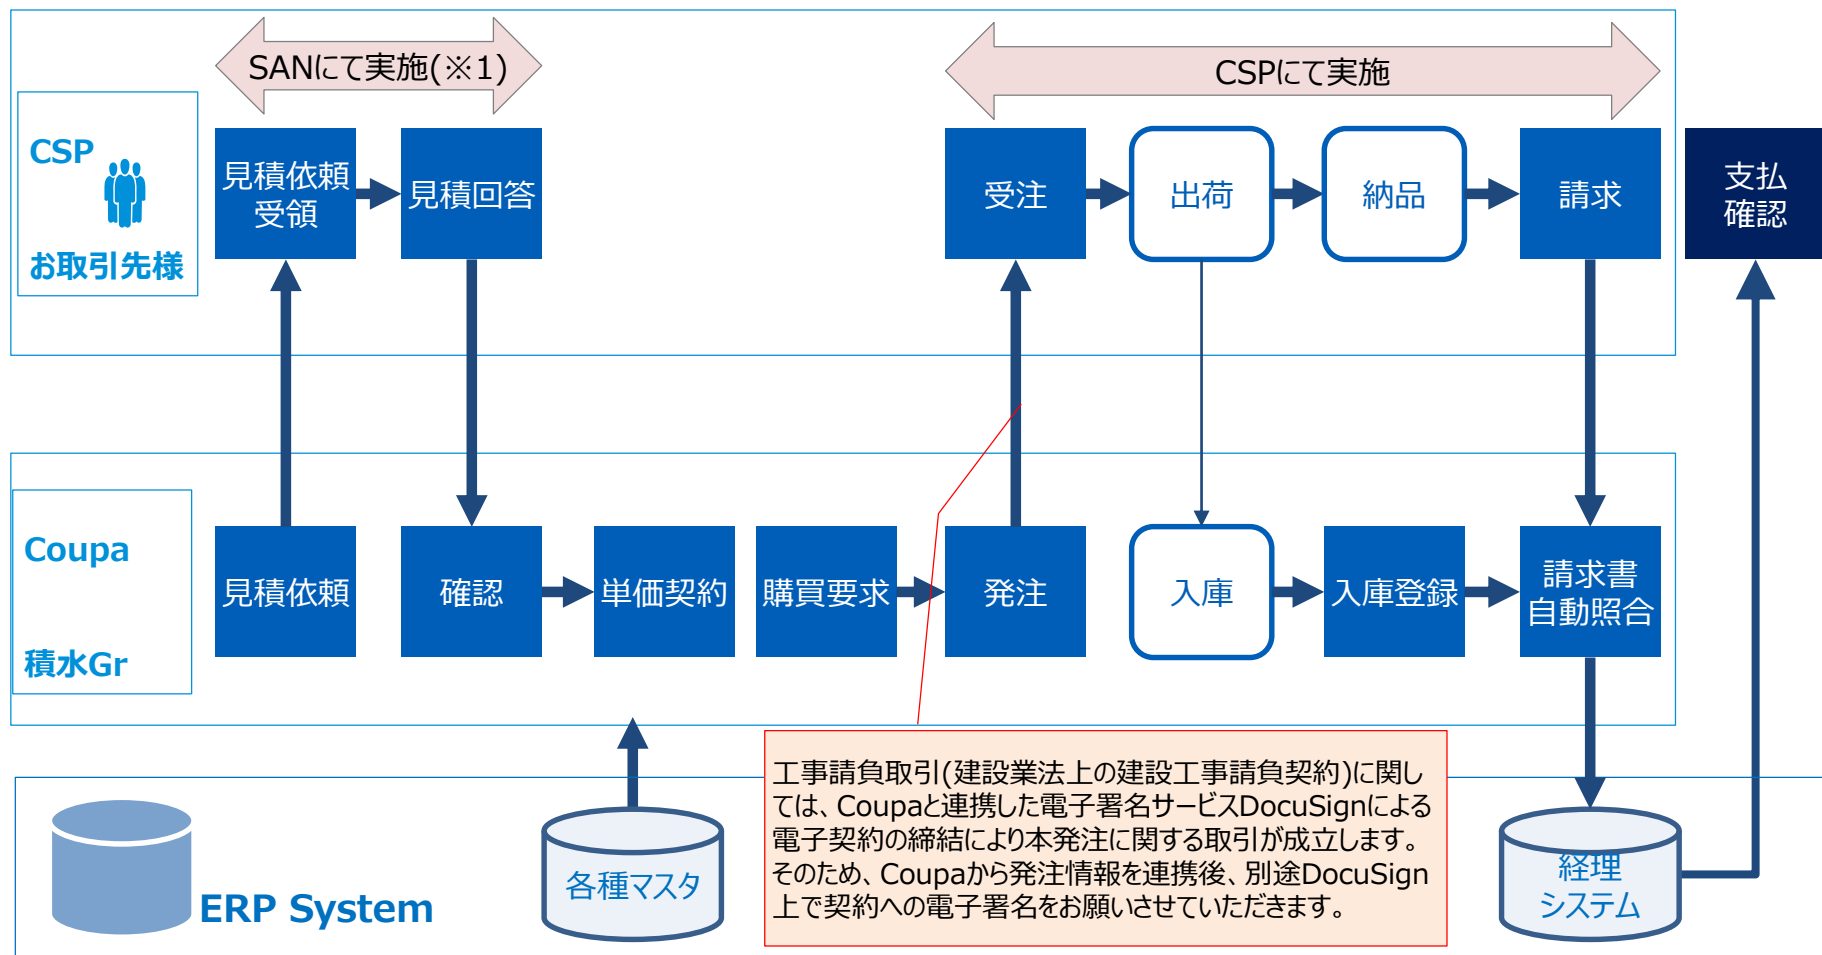 SANにて実施(※1)
CSPにて実施
CSP
お取引先様
見積依頼
受領
見積回答
受注
出荷
納品
請求
支払
確認
Coupa
積水Gr
見積依頼
確認
単価契約
購買要求
発注
入庫
入庫登録
請求書
自動照合
工事請負取引(建設業法上の建設工事請負契約)に関し
ては、Coupaと連携した電子署名サービスDocuSignによる
電子契約の締結により本発注に関する取引が成立します。
そのため、Coupaから発注情報を連携後、別途DocuSign
上で契約への電子署名をお願いさせていただきます。
ERP System
各種マスタ
経理
システム